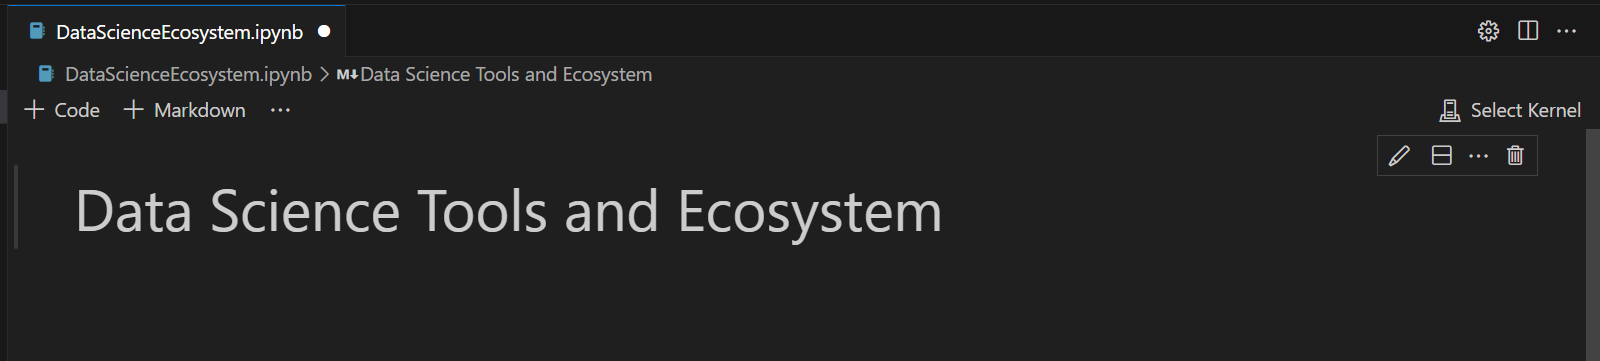 DataScienceEcosystem.ipynb
DataScienceEcosystem.ipynb > M↓Data Science Tools and Ecosystem
+ Code + Markdown ··· Select Kernel
Data Science Tools and Ecosystem